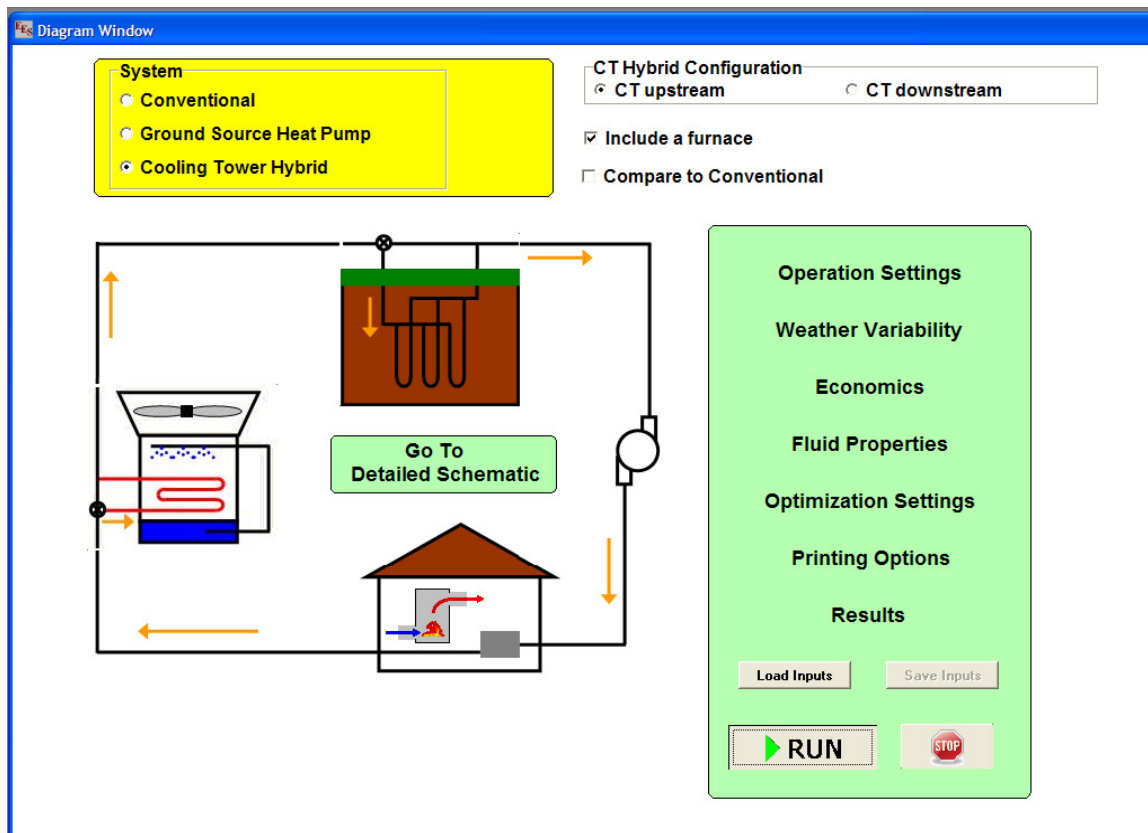 EES Diagram Window
System
Conventional
Ground Source Heat Pump
Cooling Tower Hybrid
CT Hybrid Configuration
CT upstream CT downstream
Include a furnace
Compare to Conventional
Go To
Detailed Schematic
Operation Settings
Weather Variability
Economics
Fluid Properties
Optimization Settings
Printing Options
Results
Load Inputs Save Inputs
RUN STOP